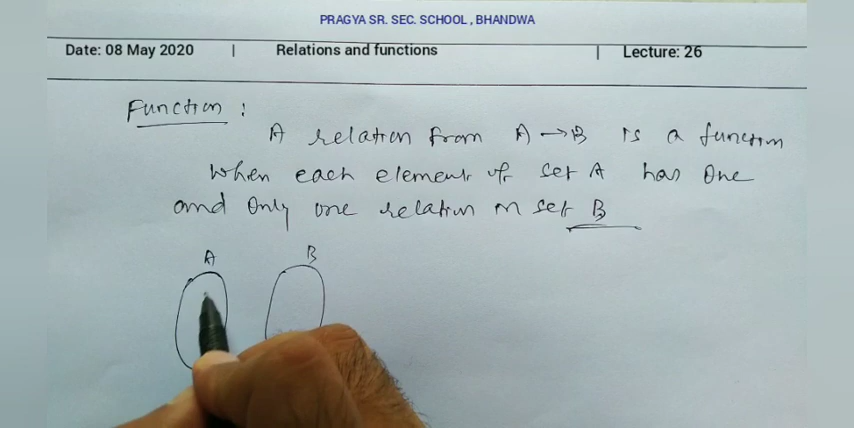 PRAGYA SR. SEC. SCHOOL , BHANDWA
Date: 08 May 2020 | Relations and functions | Lecture: 26
Function :
A relation from A → B is a function
when each element of set A has one
and only one relation in set B
A B